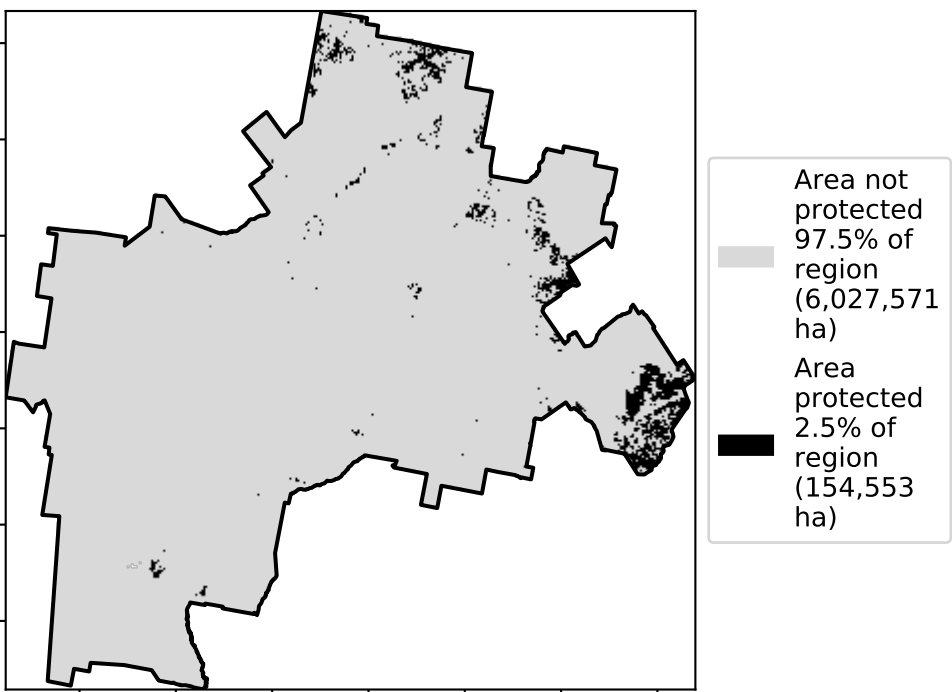 Area not
protected
97.5% of
region
(6,027,571
ha)
Area
protected
2.5% of
region
(154,553
ha)